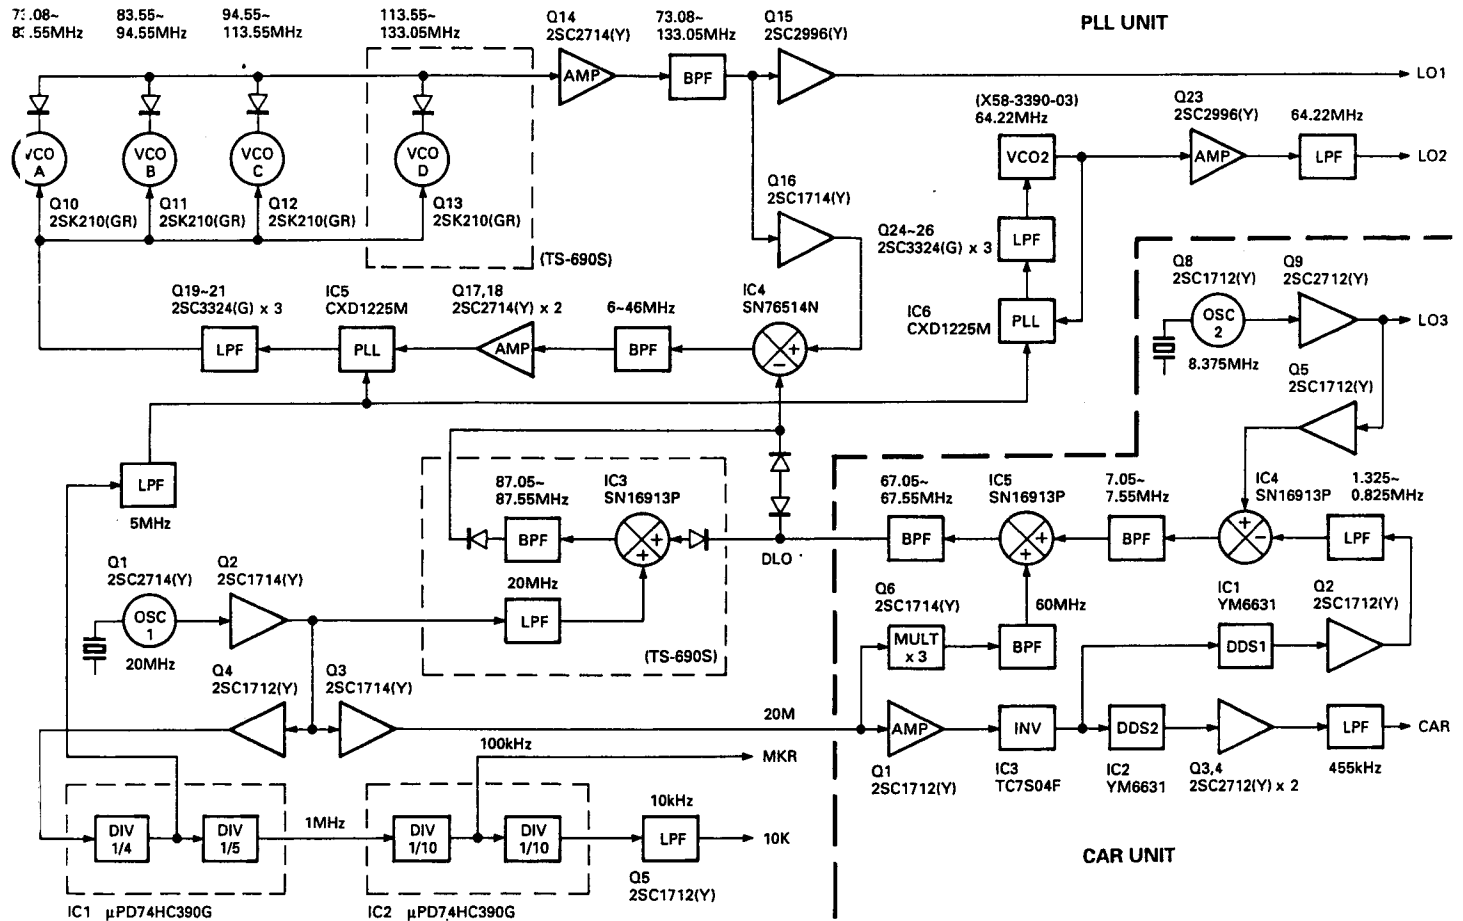 73.08~
83.55MHz
83.55~
94.55MHz
94.55~
113.55MHz
113.55~
133.05MHz
Q14
2SC2714(Y)
73.08~
133.05MHz
Q15
2SC2996(Y)
PLL UNIT
AMP
BPF
LO1
(X58-3390-03)
64.22MHz
Q23
2SC2996(Y)
64.22MHz
VCO
A
VCO
B
VCO
C
VCO
D
VCO2
AMP
LPF
LO2
Q10
2SK210(GR)
Q11
2SK210(GR)
Q12
2SK210(GR)
Q13
2SK210(GR)
Q16
2SC1714(Y)
Q24~26
2SC3324(G) x 3
LPF
(TS-690S)
Q8
2SC1712(Y)
Q9
2SC2712(Y)
Q19~21
2SC3324(G) x 3
IC5
CXD1225M
Q17,18
2SC2714(Y) x 2
6~46MHz
IC4
SN76514N
IC6
CXD1225M
PLL
OSC
2
LO3
LPF
PLL
AMP
BPF
+
−
8.375MHz
Q5
2SC1712(Y)
LPF
5MHz
87.05~
87.55MHz
IC3
SN16913P
67.05~
67.55MHz
IC5
SN16913P
7.05~
7.55MHz
IC4
SN16913P
1.325~
0.825MHz
BPF
+
+
DLO
BPF
+
+
BPF
+
−
LPF
Q1
2SC2714(Y)
Q2
2SC1714(Y)
20MHz
LPF
Q6
2SC1714(Y)
60MHz
IC1
YM6631
Q2
2SC1712(Y)
OSC
1
20MHz
(TS-690S)
MULT
x 3
BPF
DDS1
Q4
2SC1712(Y)
Q3
2SC1714(Y)
20M
AMP
INV
DDS2
LPF
CAR
100kHz
MKR
Q1
2SC1712(Y)
IC3
TC7S04F
IC2
YM6631
Q3,4
2SC2712(Y) x 2
455kHz
DIV
1/4
DIV
1/5
1MHz
DIV
1/10
DIV
1/10
10kHz
LPF
10K
Q5
2SC1712(Y)
CAR UNIT
IC1 μPD74HC390G
IC2 μPD74HC390G